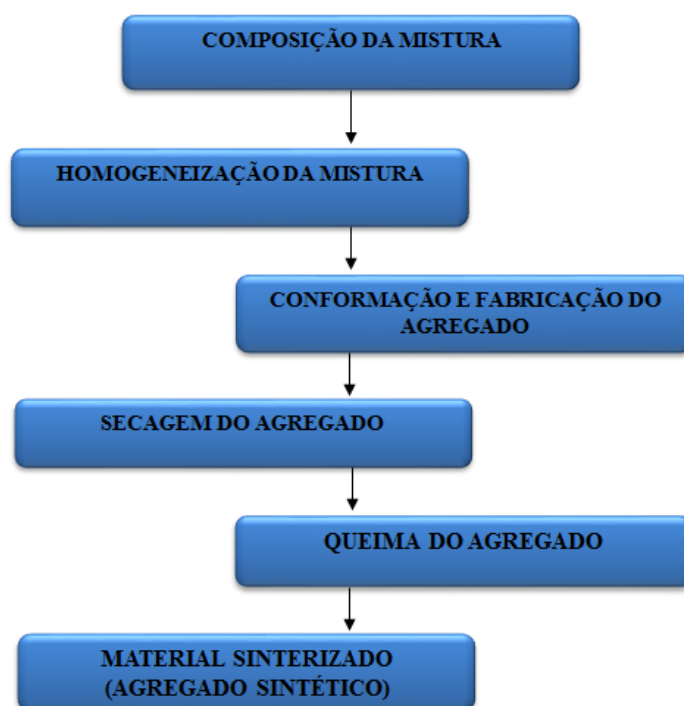 COMPOSIÇÃO DA MISTURA
HOMOGENEIZAÇÃO DA MISTURA
CONFORMAÇÃO E FABRICAÇÃO DO
AGREGADO
SECAGEM DO AGREGADO
QUEIMA DO AGREGADO
MATERIAL SINTERIZADO
(AGREGADO SINTÉTICO)